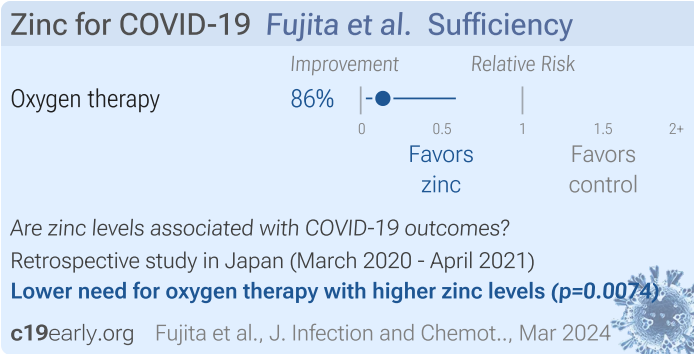 Zinc for COVID-19 Fujita et al. Sufficiency
Improvement Relative Risk
Oxygen therapy 86%
0 0.5 1 1.5 2+
Favors zinc Favors control
Are zinc levels associated with COVID-19 outcomes?
Retrospective study in Japan (March 2020 - April 2021)
Lower need for oxygen therapy with higher zinc levels (p=0.0074)
c19early.org Fujita et al., J. Infection and Chemot.., Mar 2024